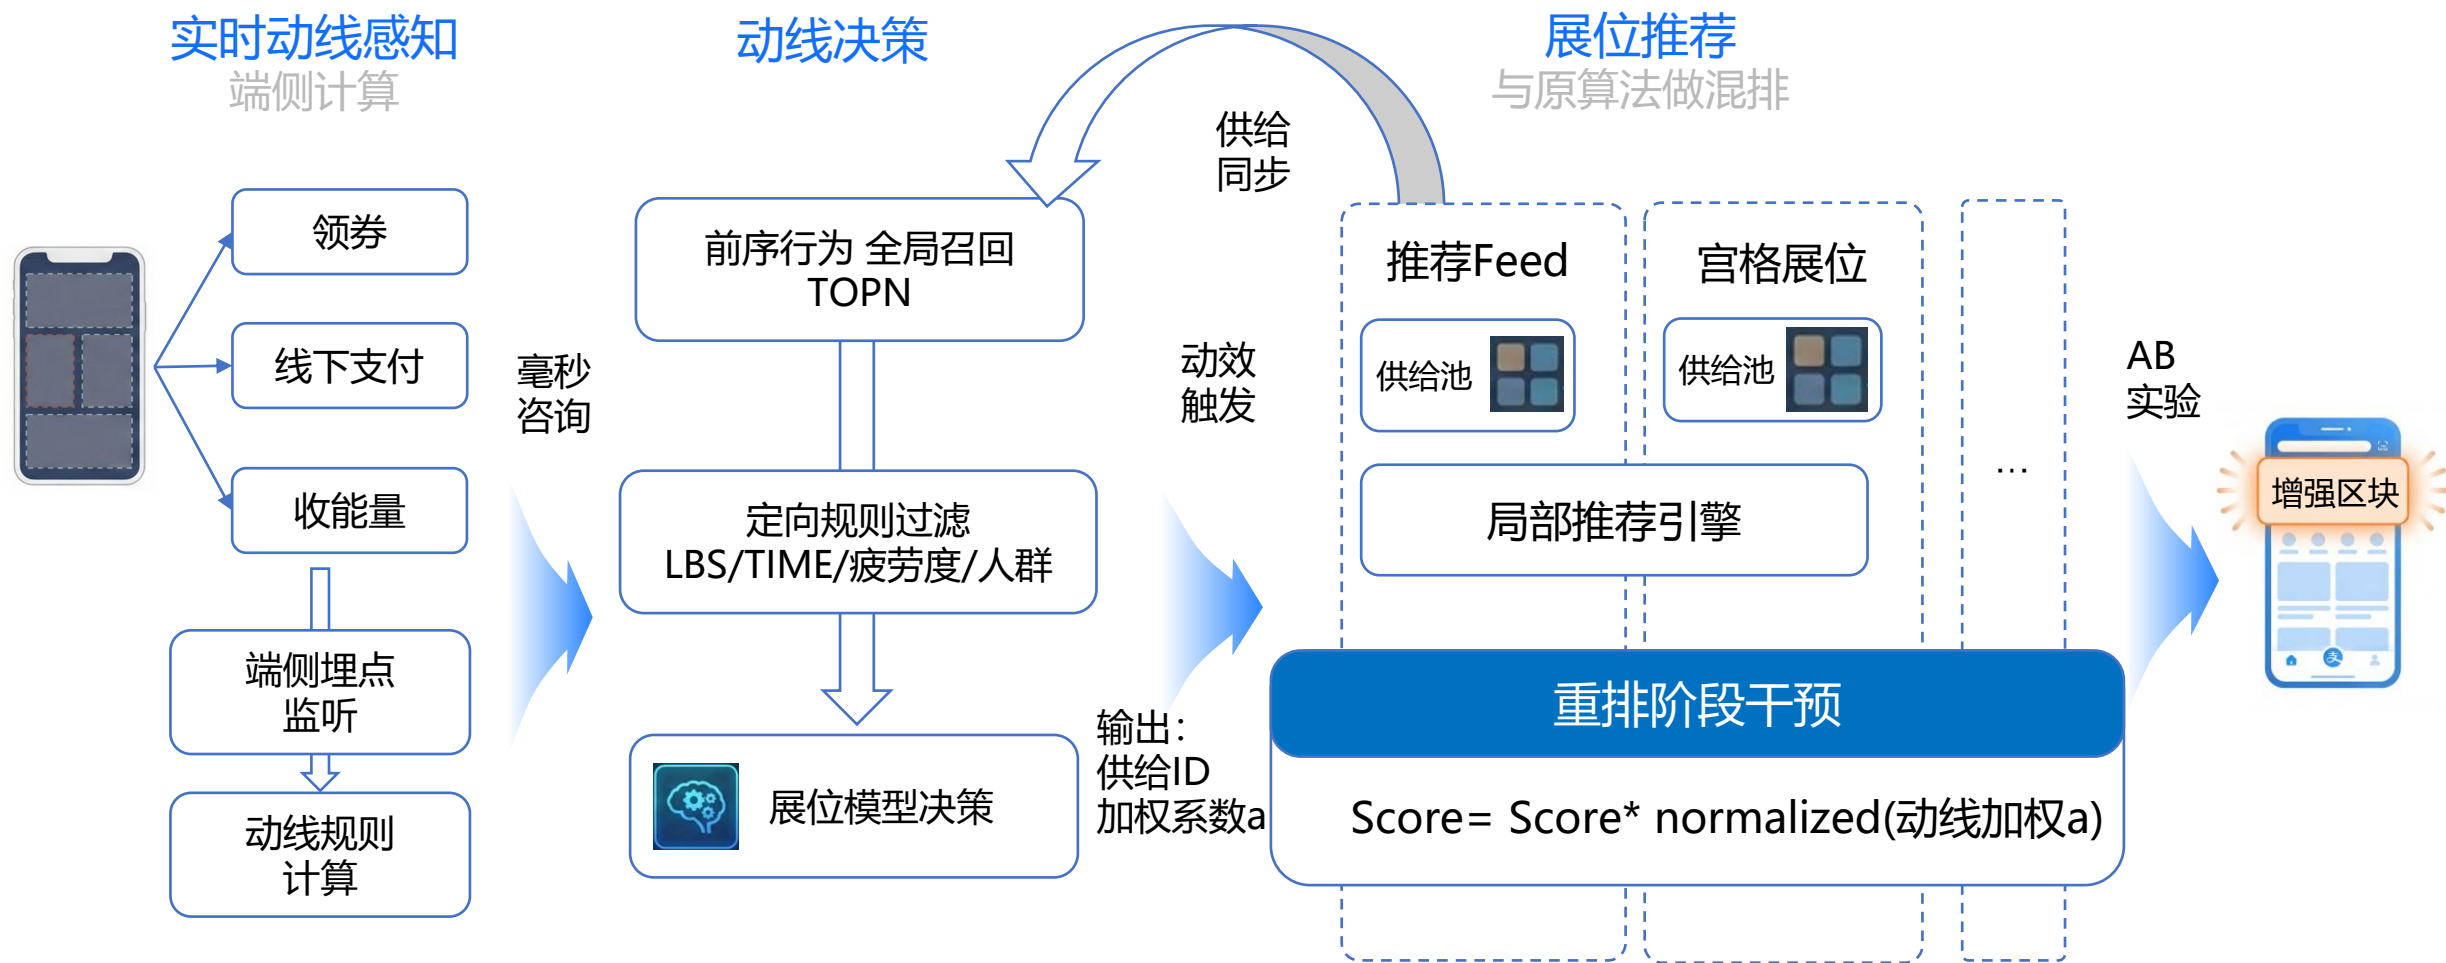 实时动线感知
端侧计算
领券
线下支付
收能量
端侧埋点
监听
动线规则
计算
毫秒
咨询
动线决策
前序行为 全局召回
TOPN
定向规则过滤
LBS/TIME/疲劳度/人群
展位模型决策
供给
同步
动效
触发
输出：
供给ID
加权系数a
展位推荐
与原算法做混排
推荐Feed
供给池
宫格展位
供给池
...
局部推荐引擎
重排阶段干预
Score= Score* normalized(动线加权a)
AB
实验
增强区块
支